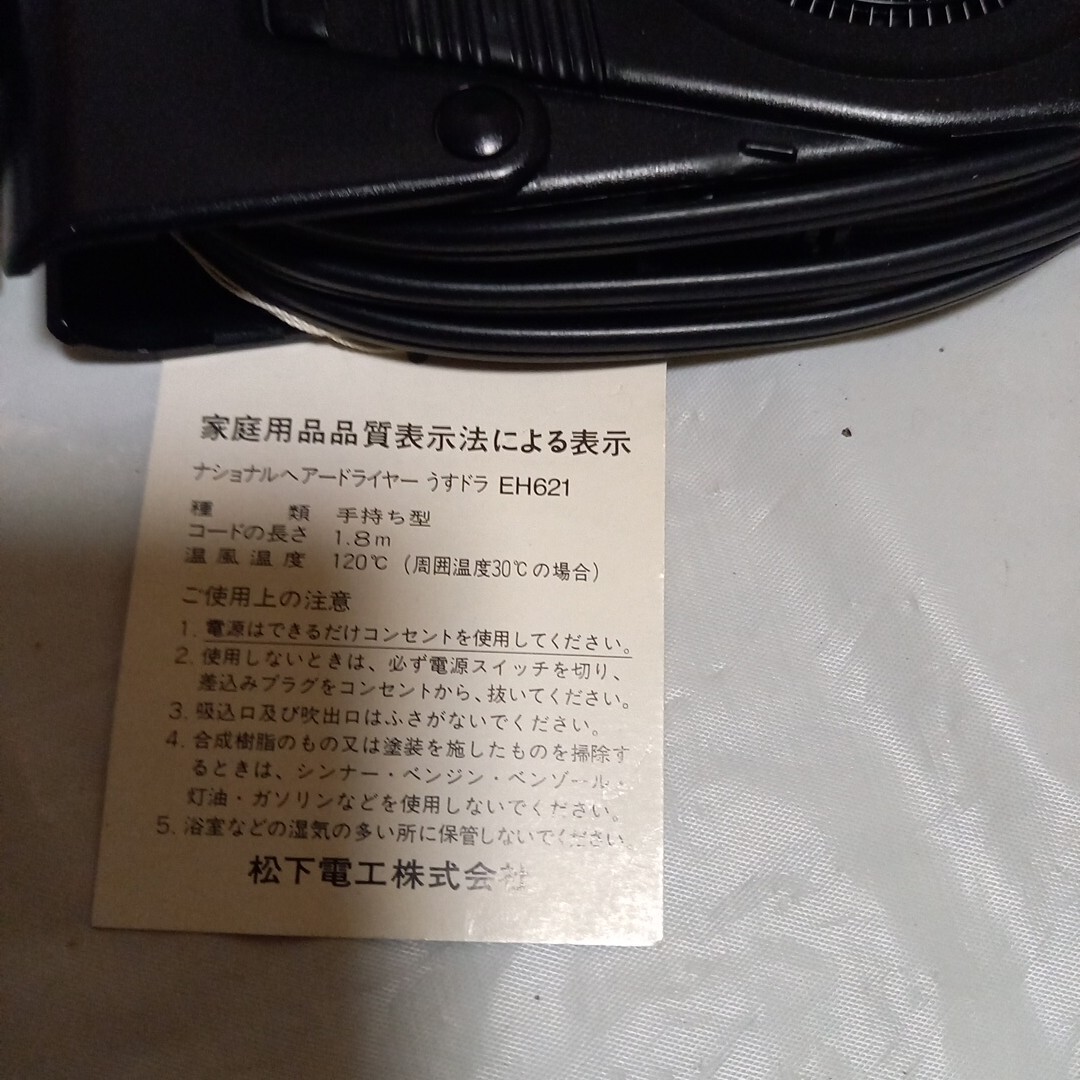 家庭用品品質表示法による表示
ナショナルヘアードライヤー うすドラ EH621
種 類 手持ち型
コードの長さ 1.8m
温風温度 120℃ (周囲温度30℃の場合)
ご使用上の注意
1. 電源はできるだけコンセントを使用してください。
2. 使用しないときは、必ず電源スイッチを切り、
差込みプラグをコンセントから、抜いてください。
3. 吸込口及び吹出口はふさがないでください。
4. 合成樹脂のもの又は塗装を施したものを掃除す
るときは、シンナー・ベンジン・ベンゾール・
灯油・ガソリンなどを使用しないでください。
5. 浴室などの湿気の多い所に保管しないでください。
松下電工株式会社